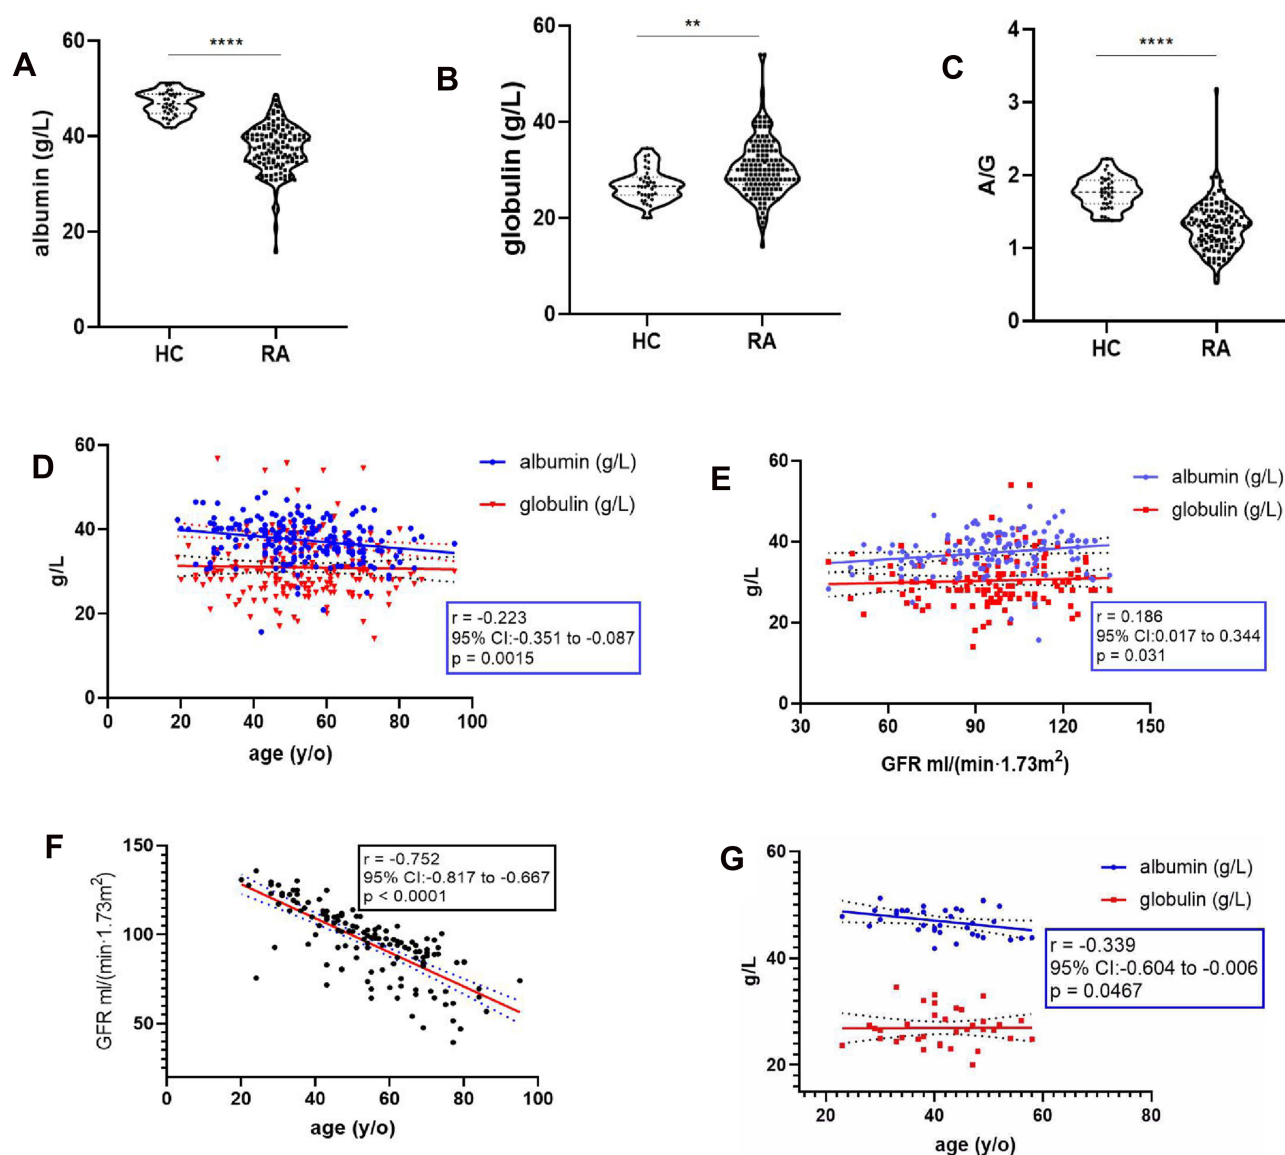 A
albumin (g/L)
60
40
20
0
****
HC
RA
B
globulin (g/L)
60
40
20
0
**
HC
RA
C
A/G
4
3
2
1
0
****
HC
RA
D
g/L
60
40
20
0
0
20
40
60
80
100
age (y/o)
albumin (g/L)
globulin (g/L)
r = -0.223
95% CI:-0.351 to -0.087
p = 0.0015
E
g/L
60
40
20
0
30
60
90
120
150
GFR ml/(min·1.73m²)
albumin (g/L)
globulin (g/L)
r = 0.186
95% CI:0.017 to 0.344
p = 0.031
F
GFR ml/(min·1.73m²)
150
100
50
0
20
40
60
80
100
age (y/o)
r = -0.752
95% CI:-0.817 to -0.667
p < 0.0001
G
g/L
60
40
20
20
40
60
80
age (y/o)
albumin (g/L)
globulin (g/L)
r = -0.339
95% CI:-0.604 to -0.006
p = 0.0467